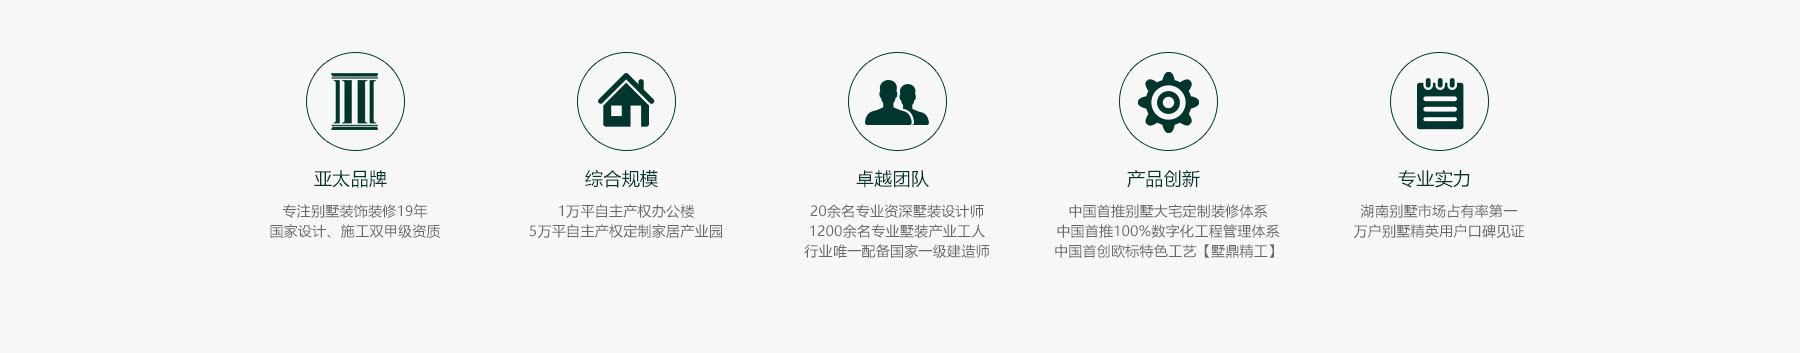 亚太品牌
专注别墅装饰装修19年
国家设计、施工双甲级资质
综合规模
1万平自主产权办公楼
5万平自主产权定制家居产业园
卓越团队
20余名专业资深墅装设计师
1200余名专业墅装产业工人
行业唯一配备国家一级建造师
产品创新
中国首推别墅大宅定制装修体系
中国首推100%数字化工程管理体系
中国首创欧标特色工艺【墅鼎精工】
专业实力
湖南别墅市场占有率第一
万户别墅精英用户口碑见证